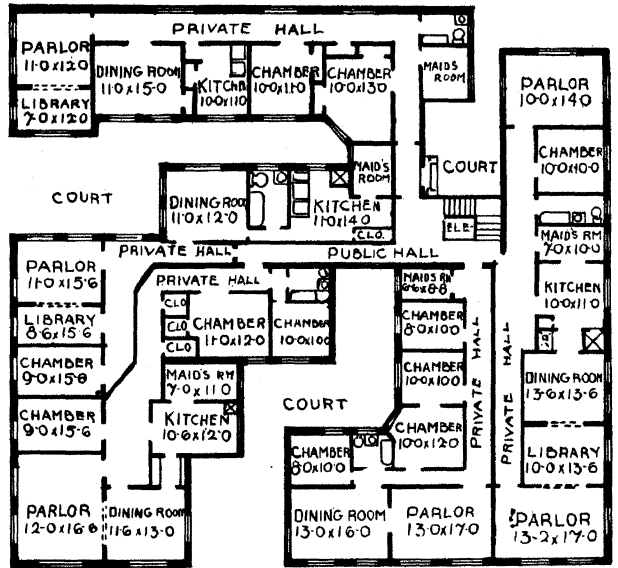 PRIVATE HALL
PARLOR
11-0X12-0
LIBRARY
7-0X12-0
DINING ROOM
11-0X15-0
KITCHN
10-0X11-0
CHAMBER
10-0X11-0
CHAMBER
10-0X13-0
MAIDS
ROOM
PARLOR
10-0X14-0
CHAMBER
10-0X10-0
COURT
COURT
MAID'S
ROOM
DINING ROOM
11-0X12-0
KITCHEN
11-0X14-0
CLO.
ELE-
MAID'S RM
7-0X10-0
KITCHEN
10-0X11-0
PRIVATE HALL
PUBLIC HALL
PARLOR
11-0X15-6
LIBRARY
8-6X15-6
CHAMBER
9-0X15-8
CHAMBER
9-0X15-6
PARLOR
12-0X16-8
DINING ROOM
11-6X13-0
PRIVATE HALL
CLO
CLO
CLO
CHAMBER
11-0X12-0
CHAMBER
10-0X10-0
MAID'S RM
7-0X11-0
KITCHEN
10-6X12-0
COURT
MAIDS RM
6-6X8-8
CHAMBER
8-0X10-0
CHAMBER
10-0X10-0
CHAMBER
10-0X12-0
CHAMBER
8-0X10-0
DINING ROOM
13-0X16-0
PARLOR
13-0X17-0
PRIVATE HALL
PRIVATE HALL
DINING ROOM
13-6X13-6
LIBRARY
10-0X13-6
PARLOR
13-2X17-0